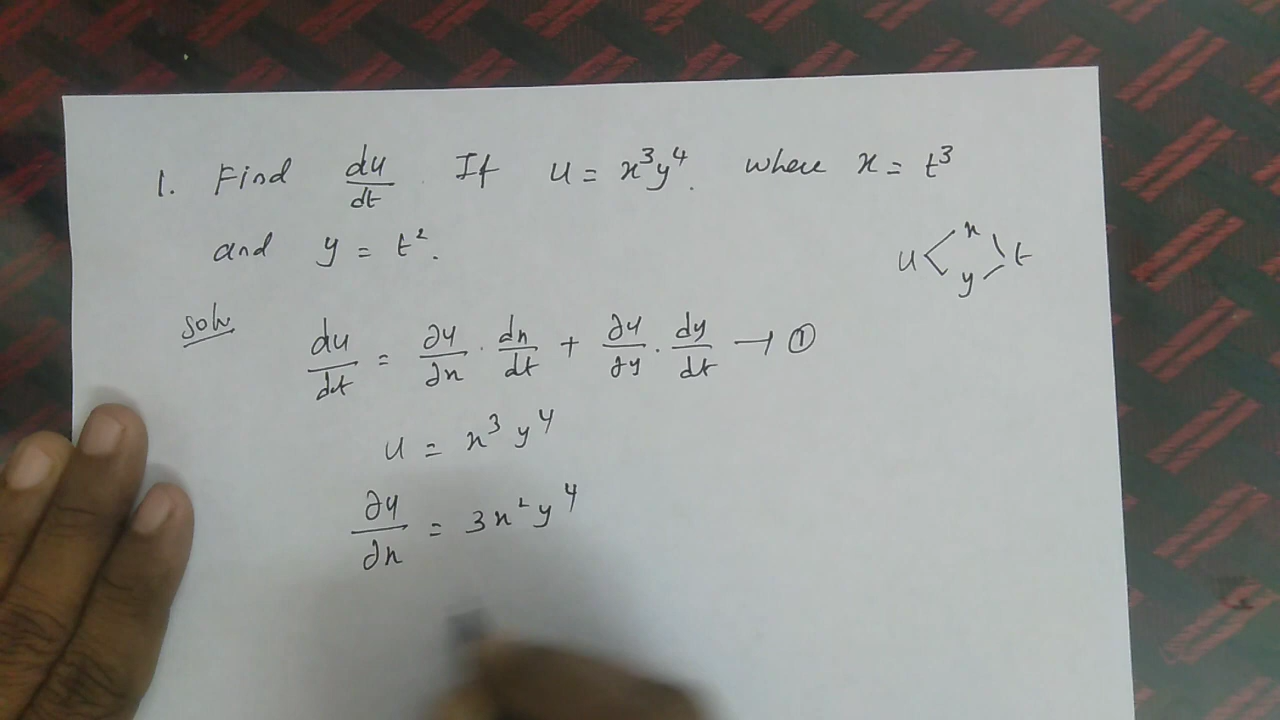 1. Find du/dt. If u = x³y⁴. where x = t³
and y = t².
u < x y > t
soln
du/dt = ∂u/∂x · dx/dt + ∂u/∂y · dy/dt → ①
u = x³ y⁴
∂u/∂x = 3x² y⁴